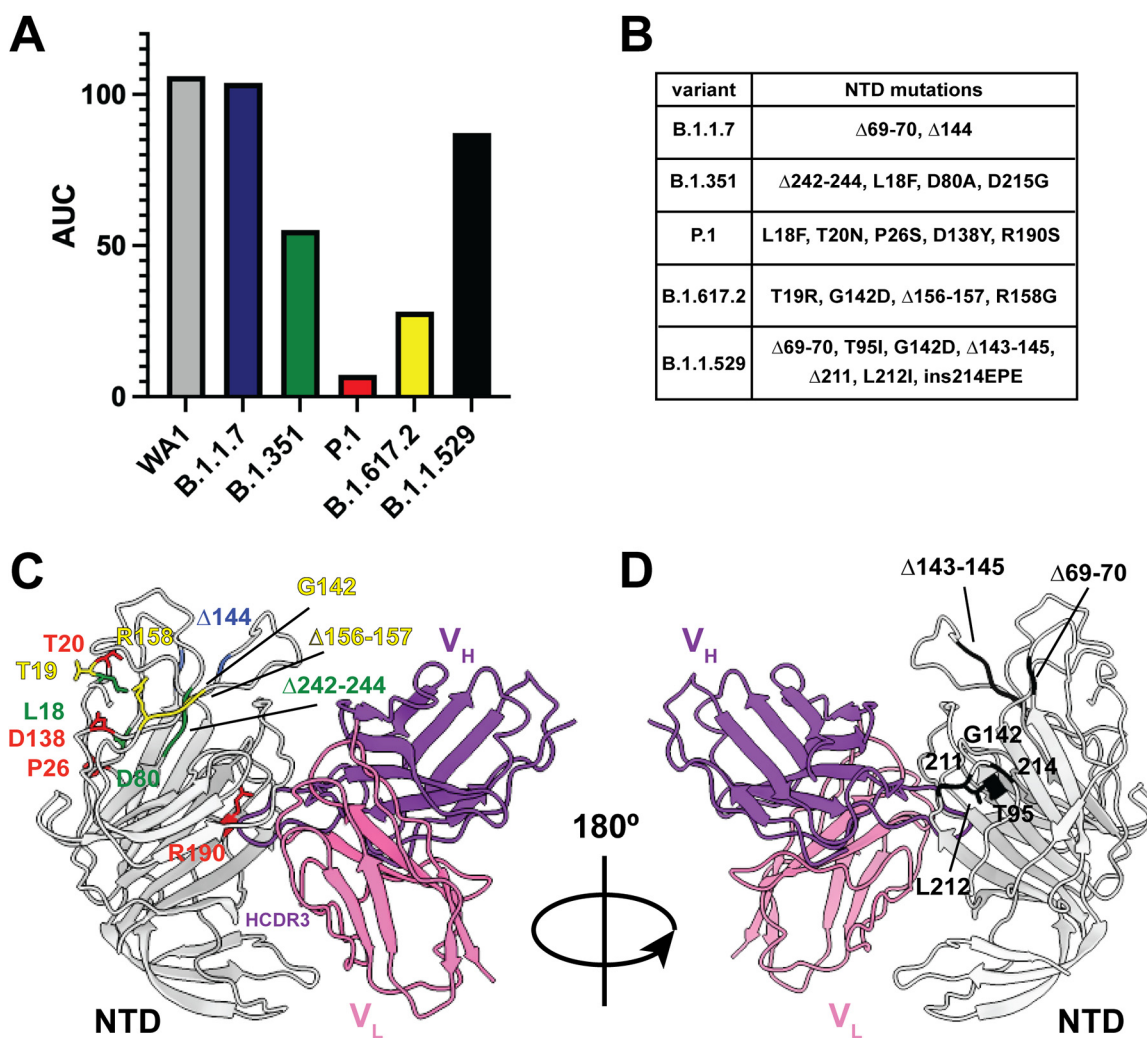 A
AUC
100
50
0
WA1
B.1.1.7
B.1.351
P.1
B.1.617.2
B.1.1.529
B
variant NTD mutations
B.1.1.7 Δ69-70, Δ144
B.1.351 Δ242-244, L18F, D80A, D215G
P.1 L18F, T20N, P26S, D138Y, R190S
B.1.617.2 T19R, G142D, Δ156-157, R158G
B.1.1.529 Δ69-70, T95I, G142D, Δ143-145,
Δ211, L212I, ins214EPE
C
G142
Δ144
R158
T20
T19
Δ156-157
Δ242-244
L18
D138
P26
D80
R190
HCDR3
VH
VL
NTD
180º
D
Δ143-145
Δ69-70
VH
G142
211
214
T95
L212
VL
NTD